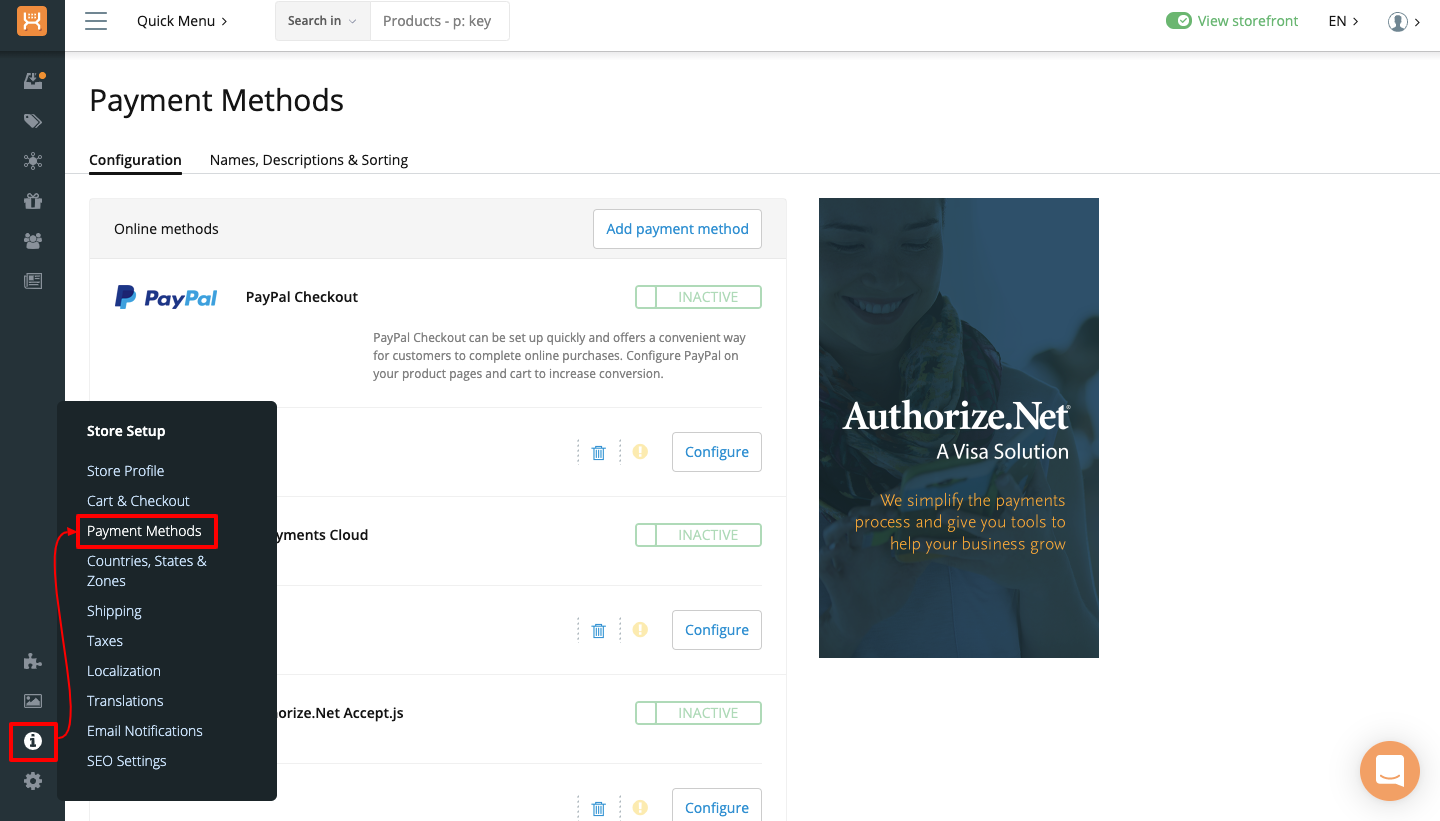 Quick Menu
Search in
Products - p: key
View storefront
EN
Payment Methods
Configuration
Names, Descriptions & Sorting
Online methods
Add payment method
PayPal
PayPal Checkout
INACTIVE
PayPal Checkout can be set up quickly and offers a convenient way
for customers to complete online purchases. Configure PayPal on
your product pages and cart to increase conversion.
Configure
Cloud
INACTIVE
Configure
Accept.js
INACTIVE
Configure
Store Setup
Store Profile
Cart & Checkout
Payment Methods
Countries, States &
Zones
Shipping
Taxes
Localization
Translations
Email Notifications
SEO Settings
Authorize.Net
A Visa Solution
We simplify the payments
process and give you tools to
help your business grow